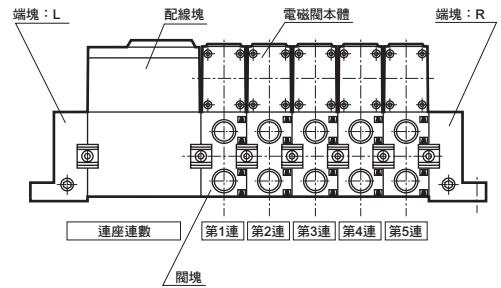 端塊：L
配線塊
電磁閥本體
端塊：R
連座連數
第1連
第2連
第3連
第4連
第5連
閥塊